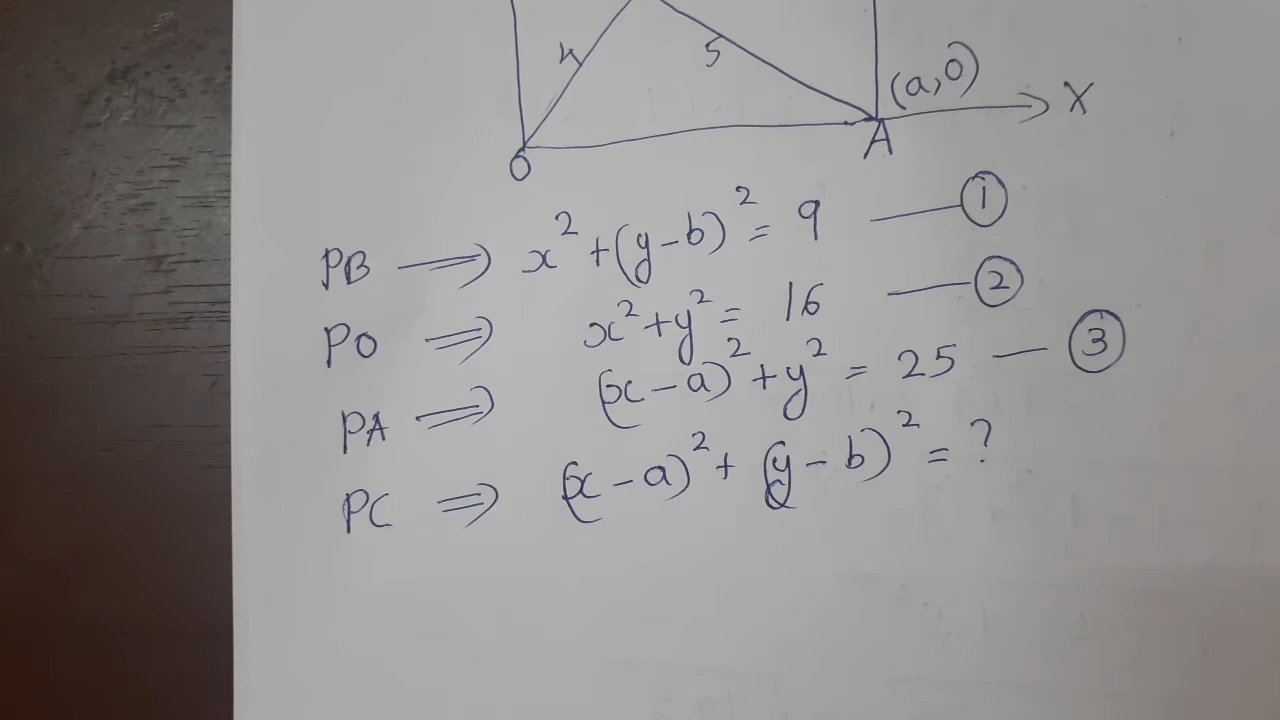 4 5
(a,0)
X
O A
PB ⟹ x² + (y - b)² = 9 — ①
PO ⟹ x² + y² = 16 — ②
PA ⟹ (x - a)² + y² = 25 — ③
PC ⟹ (x - a)² + (y - b)² = ?